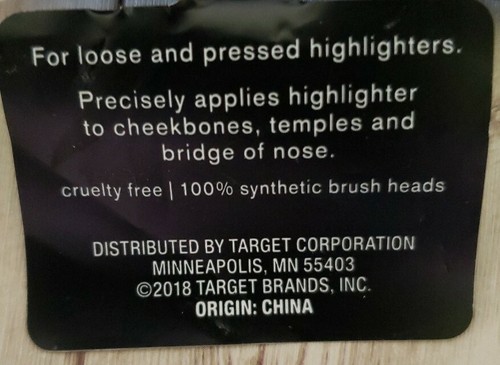 For loose and pressed highlighters.
Precisely applies highlighter
to cheekbones, temples and
bridge of nose.
cruelty free | 100% synthetic brush heads
DISTRIBUTED BY TARGET CORPORATION
MINNEAPOLIS, MN 55403
©2018 TARGET BRANDS, INC.
ORIGIN: CHINA